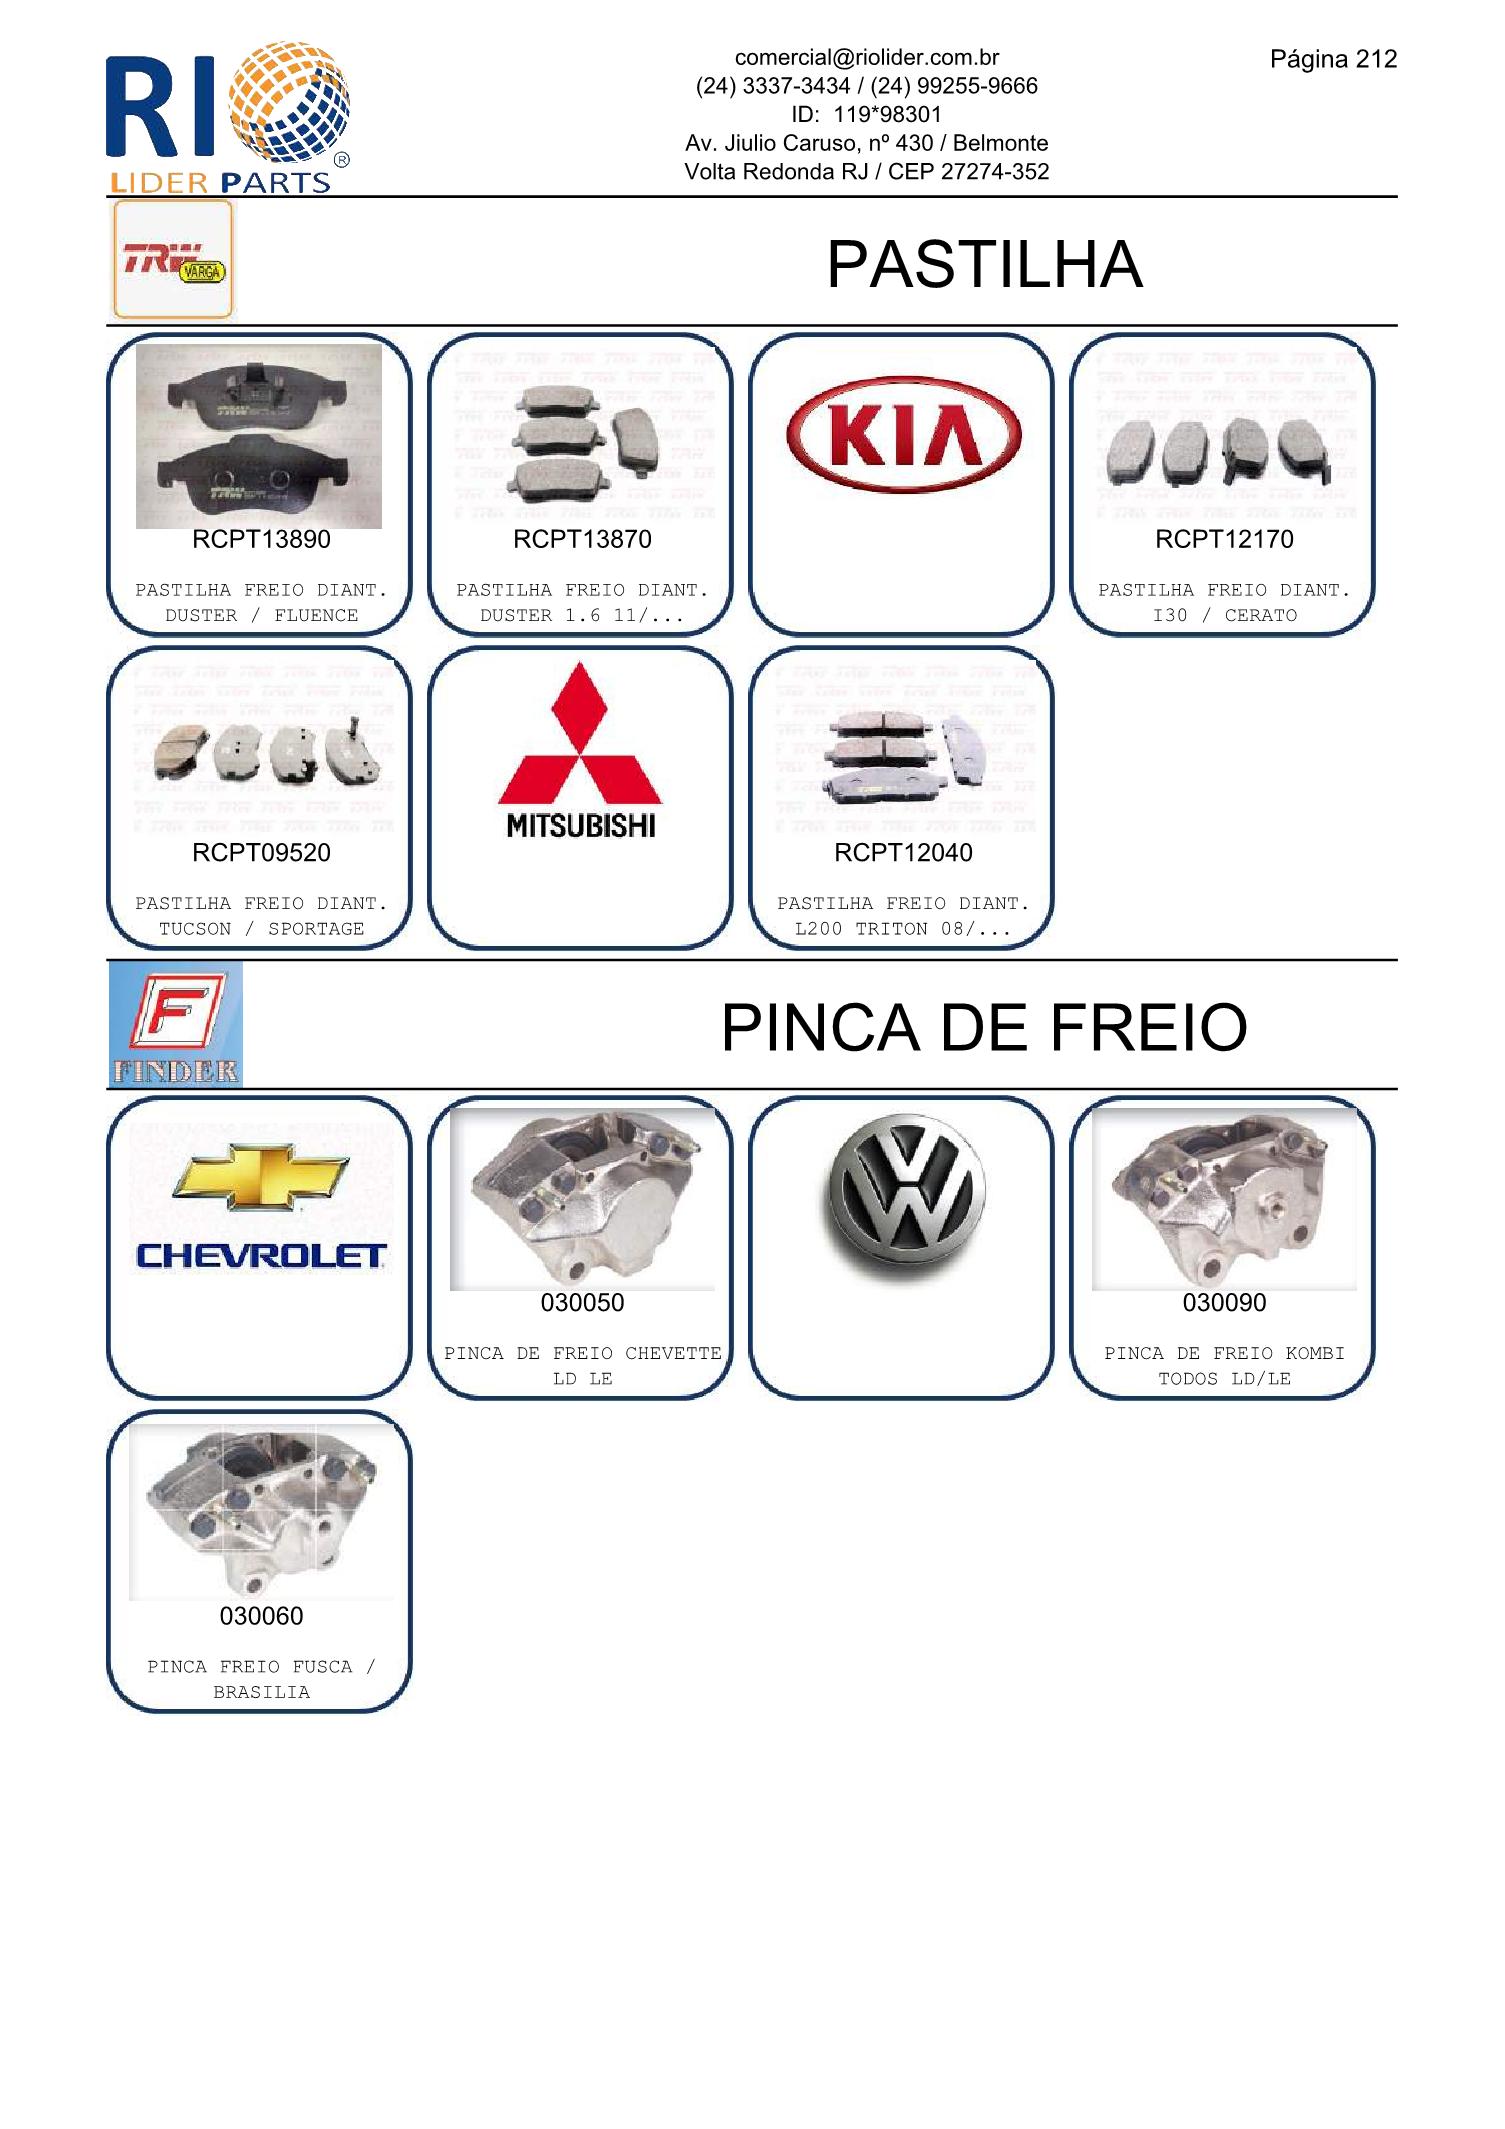 RIO
LIDER PARTS
®
comercial@riolider.com.br
(24) 3337-3434 / (24) 99255-9666
ID: 119*98301
Av. Jiulio Caruso, nº 430 / Belmonte
Volta Redonda RJ / CEP 27274-352
Página 212
TRW
VARGA
PASTILHA
RCPT13890
PASTILHA FREIO DIANT.
DUSTER / FLUENCE
RCPT13870
PASTILHA FREIO DIANT.
DUSTER 1.6 11/...
KIA
RCPT12170
PASTILHA FREIO DIANT.
I30 / CERATO
RCPT09520
PASTILHA FREIO DIANT.
TUCSON / SPORTAGE
MITSUBISHI
RCPT12040
PASTILHA FREIO DIANT.
L200 TRITON 08/...
F
FINDER
PINCA DE FREIO
CHEVROLET
030050
PINCA DE FREIO CHEVETTE
LD LE
VW
030090
PINCA DE FREIO KOMBI
TODOS LD/LE
030060
PINCA FREIO FUSCA /
BRASILIA